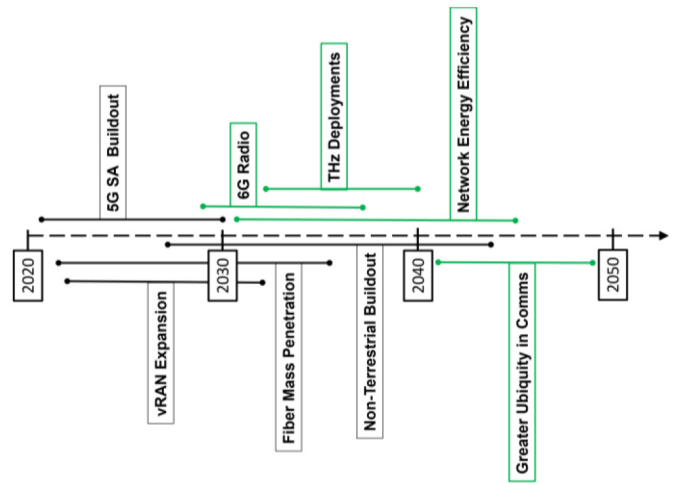 5G SA Buildout
6G Radio
THz Deployments
Network Energy Efficiency
2020
2030
2040
2050
vRAN Expansion
Fiber Mass Penetration
Non-Terrestrial Buildout
Greater Ubiquity in Comms